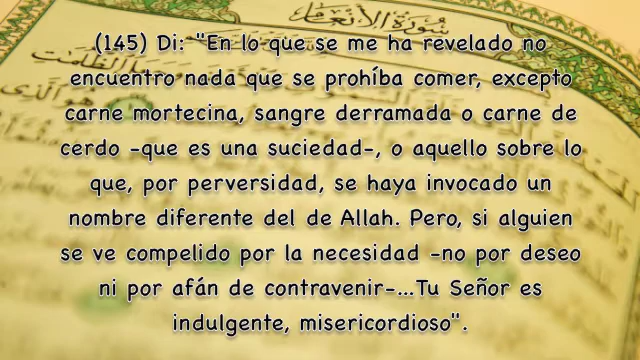 سورة الأنعام
(145) Di: "En lo que se me ha revelado no
encuentro nada que se prohíba comer, excepto
carne mortecina, sangre derramada o carne de
cerdo -que es una suciedad-, o aquello sobre lo
que, por perversidad, se haya invocado un
nombre diferente del de Allah. Pero, si alguien
se ve compelido por la necesidad -no por deseo
ni por afán de contravenir-...Tu Señor es
indulgente, misericordioso".